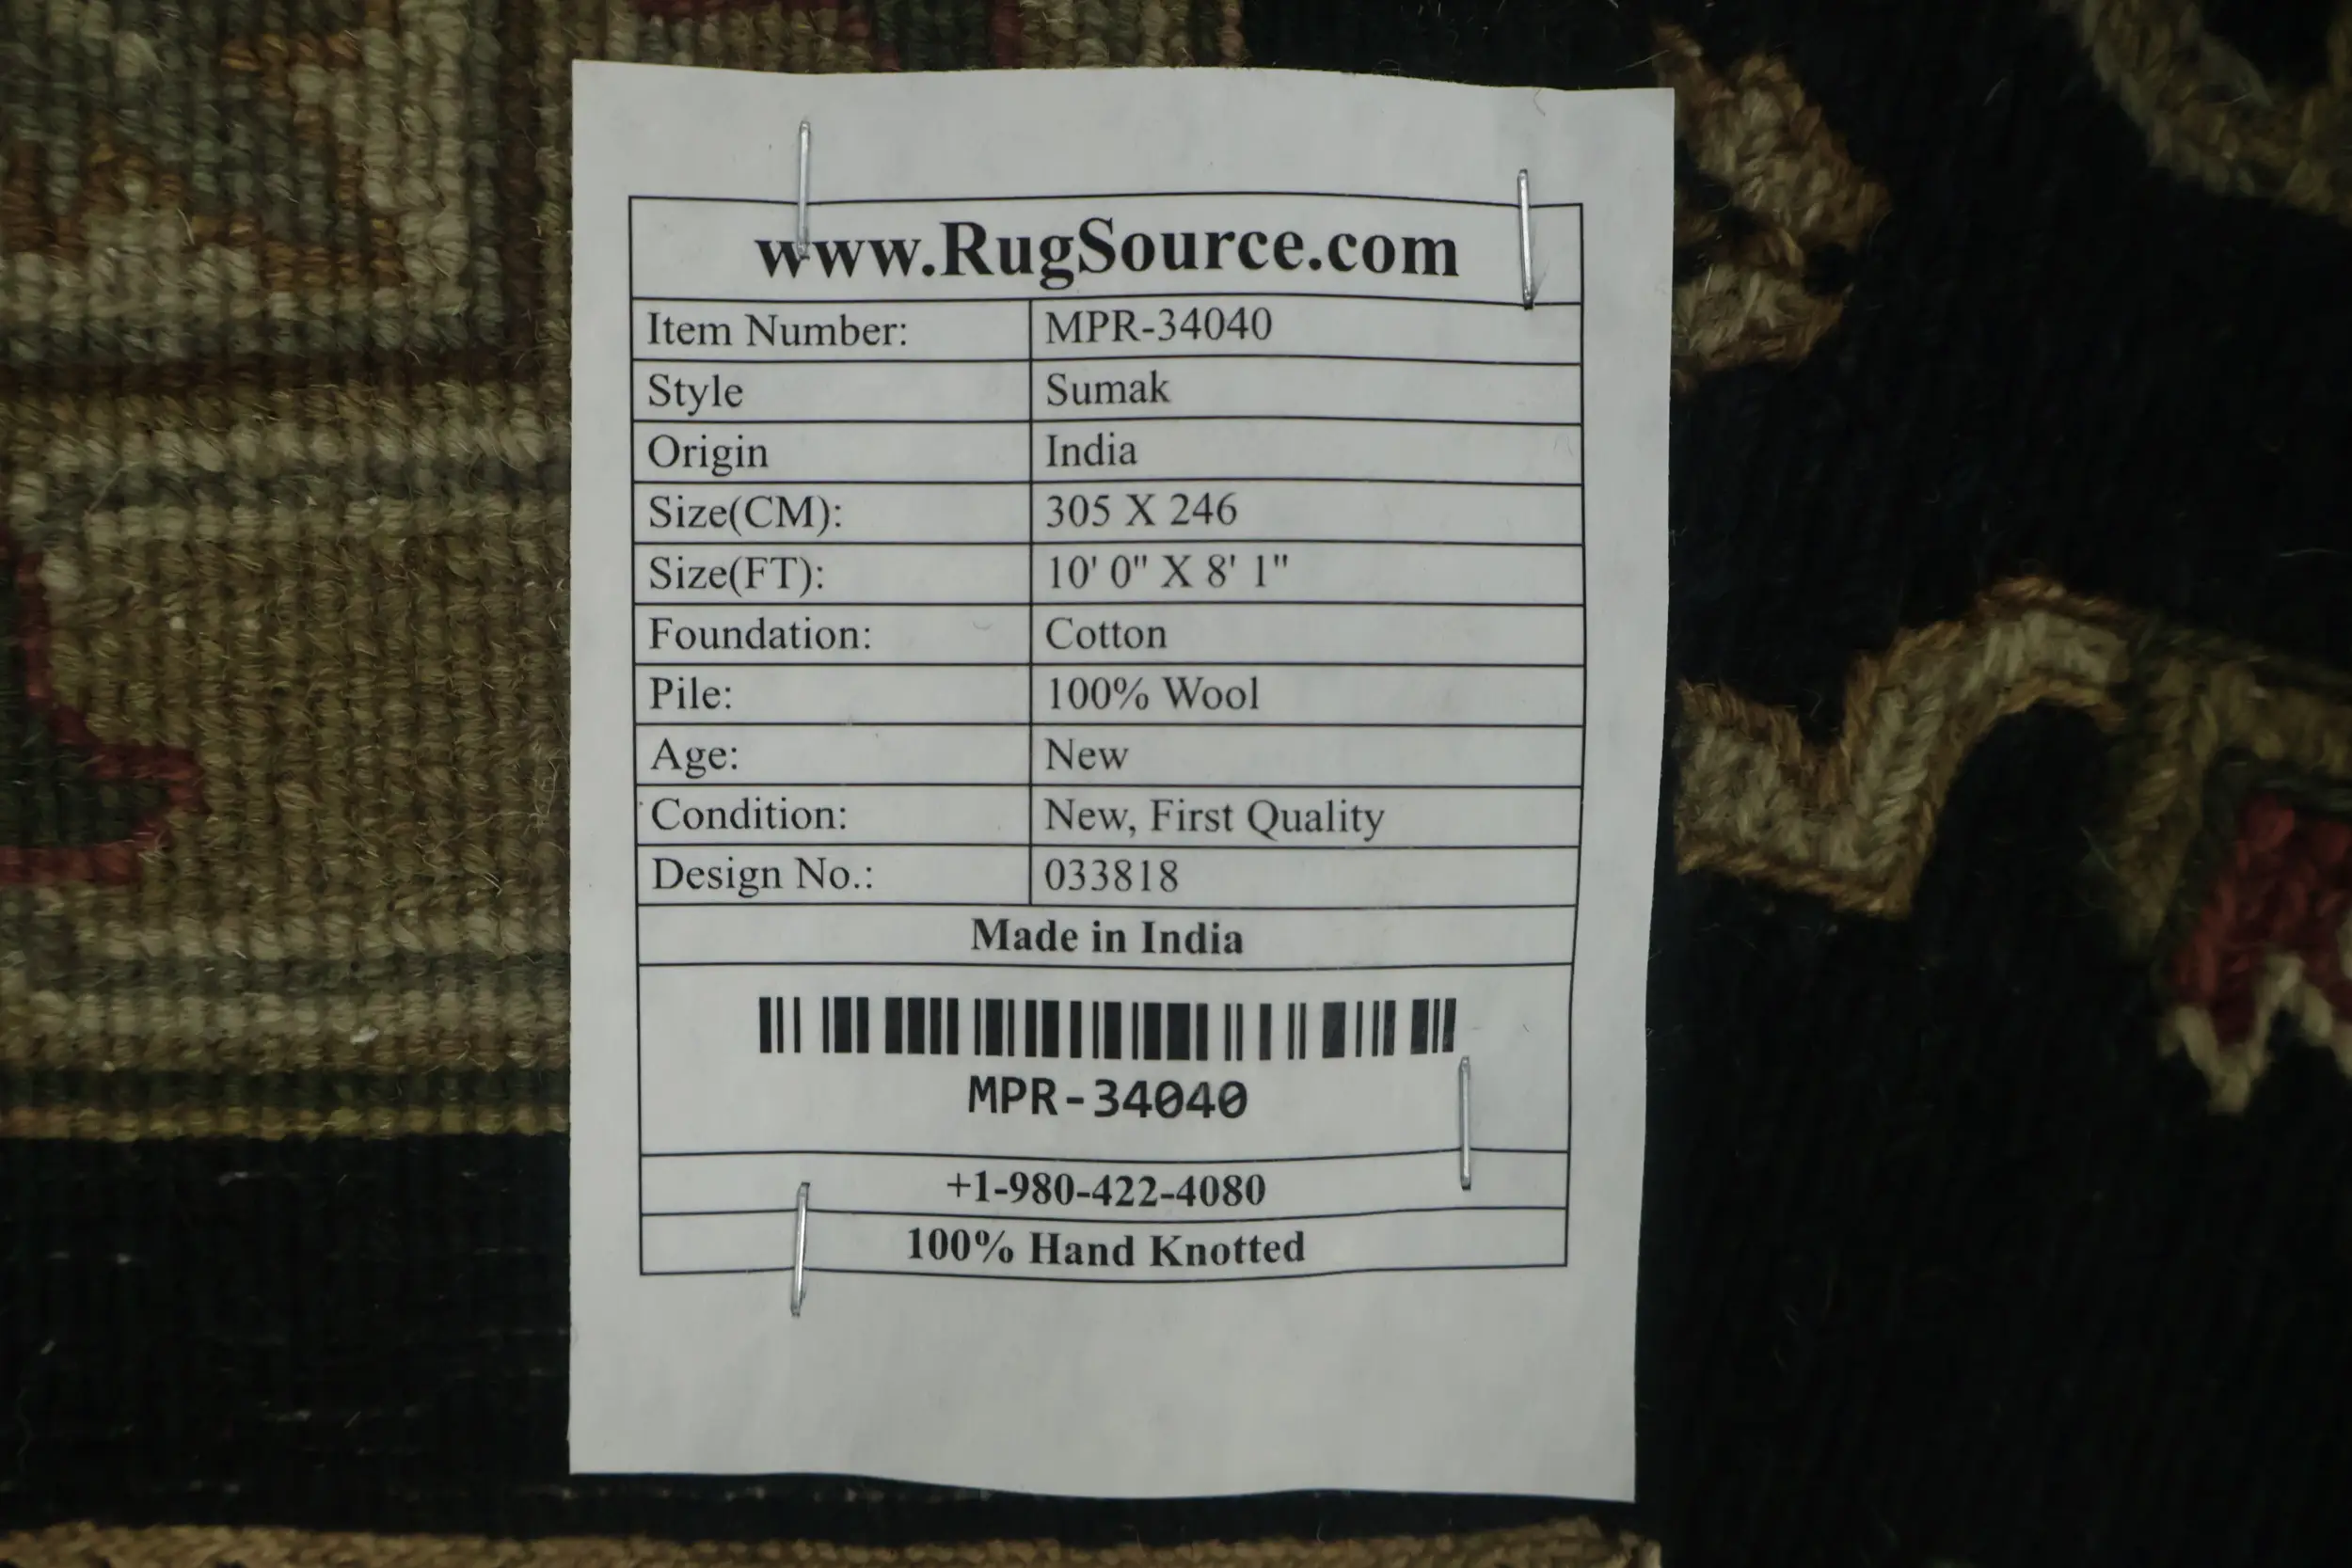 www.RugSource.com
Item Number: MPR-34040
Style Sumak
Origin India
Size(CM): 305 X 246
Size(FT): 10' 0" X 8' 1"
Foundation: Cotton
Pile: 100% Wool
Age: New
Condition: New, First Quality
Design No.: 033818
Made in India
MPR-34040
+1-980-422-4080
100% Hand Knotted